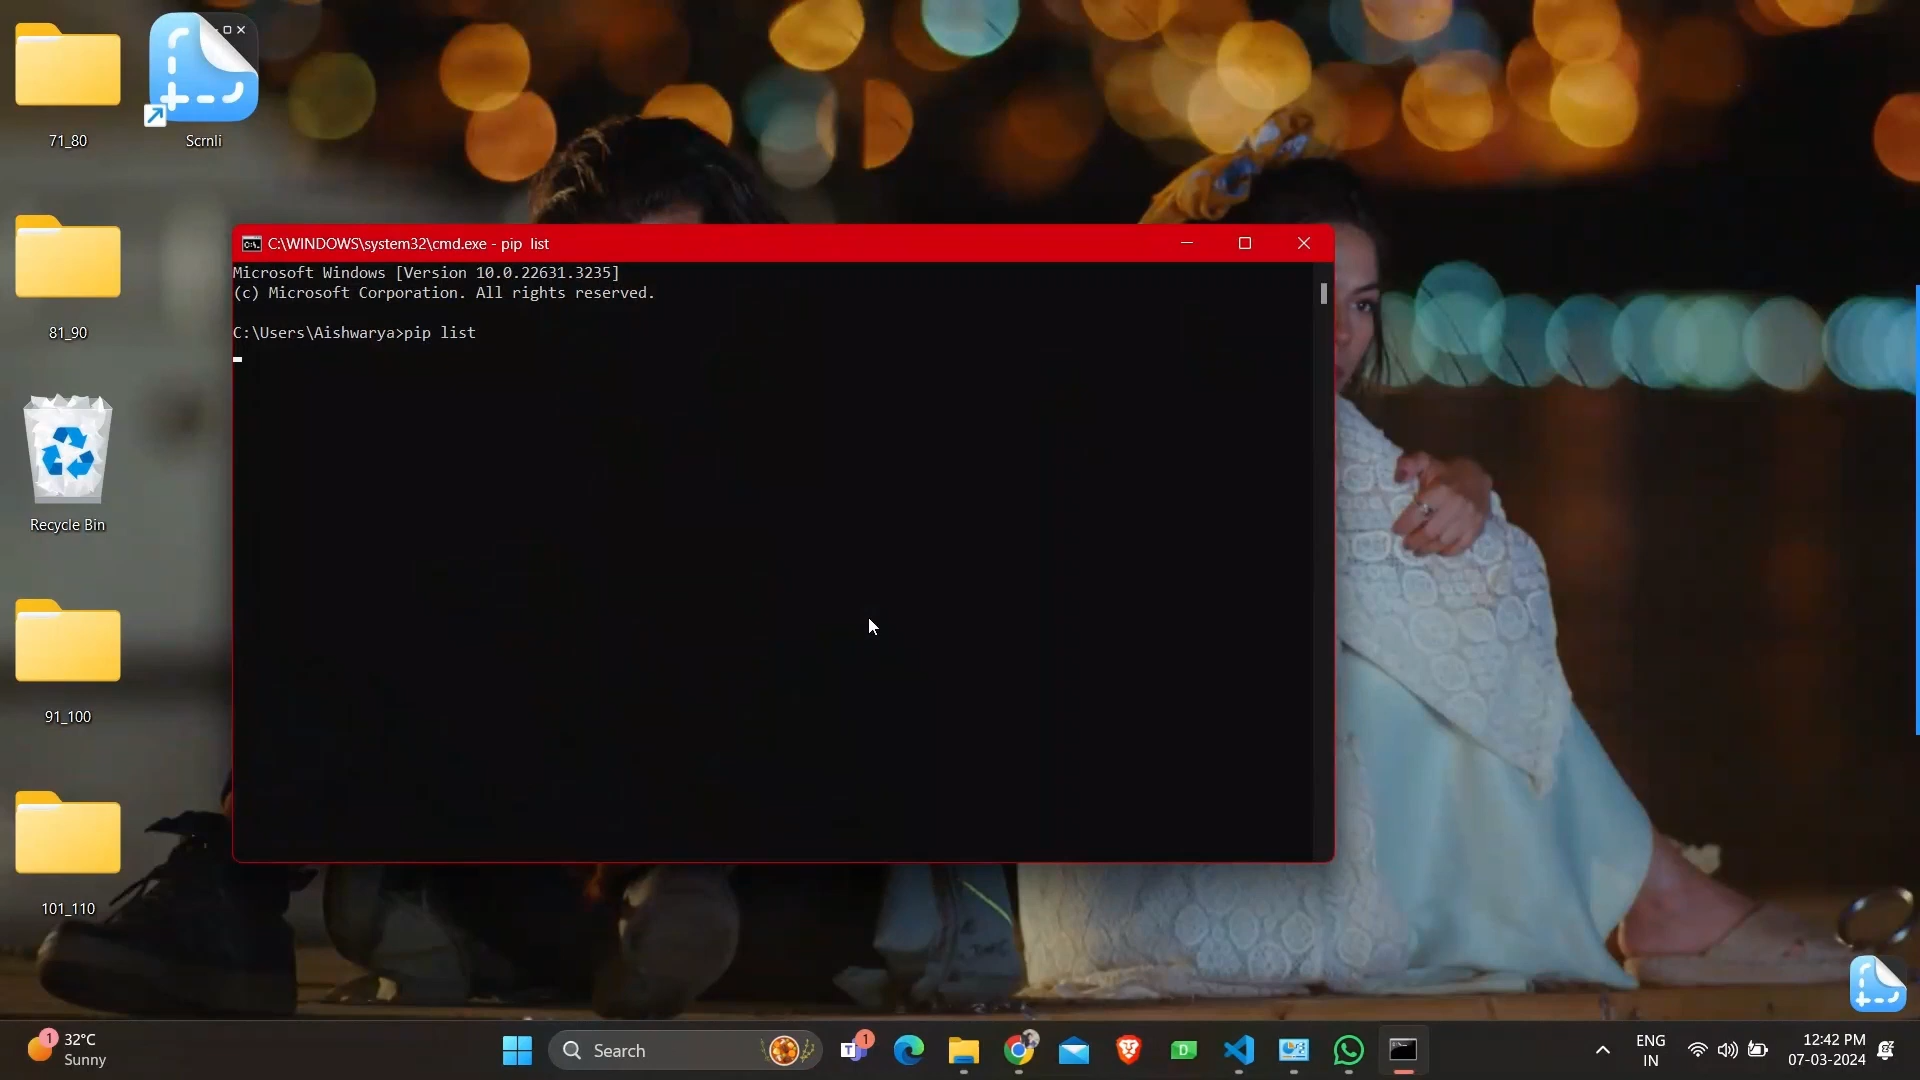 71_80
Scrnli
81_90
Recycle Bin
91_100
101_110
C:\WINDOWS\system32\cmd.exe - pip  list
Microsoft Windows [Version 10.0.22631.3235]
(c) Microsoft Corporation. All rights reserved.
C:\Users\Aishwarya>pip list
1
32°C
Sunny
Search
1
ENG
IN
12:42 PM
07-03-2024